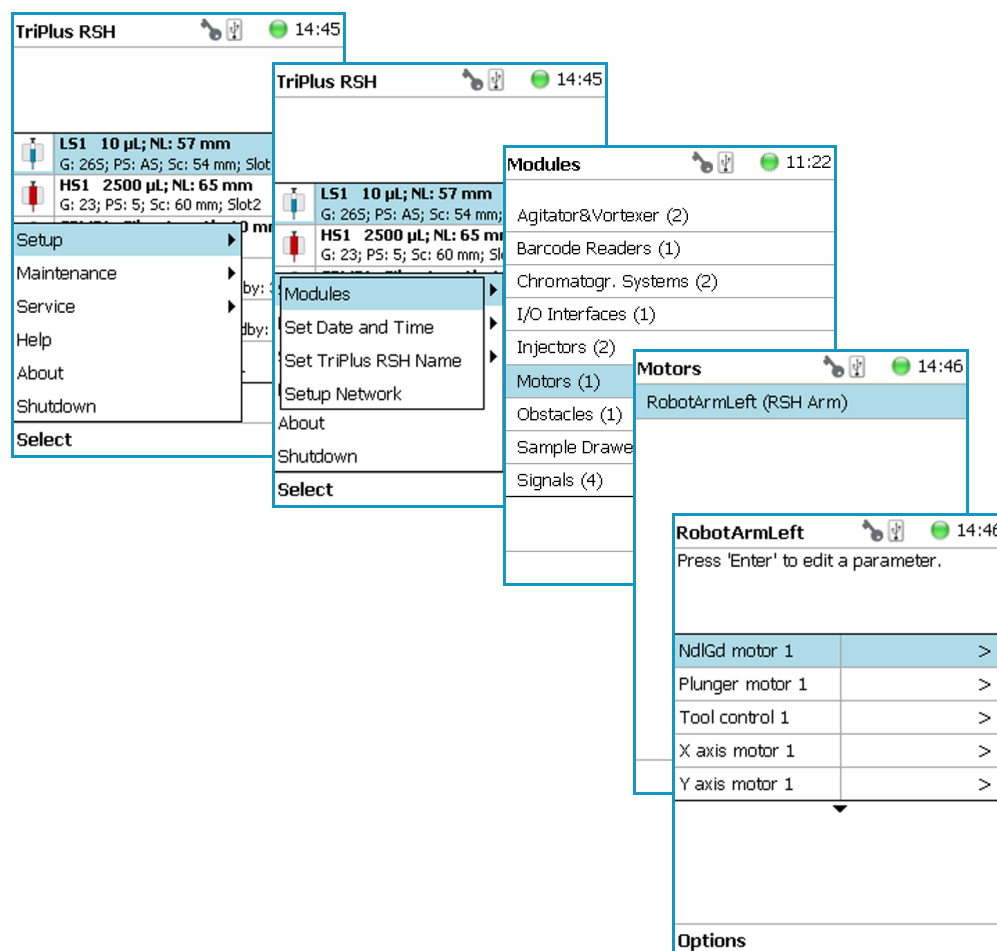 TriPlus RSH 14:45
LS1 10 µL; NL: 57 mm
G: 26S; PS: AS; Sc: 54 mm; Slot
HS1 2500 µL; NL: 65 mm
G: 23; PS: 5; Sc: 60 mm; Slot2
Setup
Maintenance
Service
Help
About
Shutdown
Select
TriPlus RSH 14:45
LS1 10 µL; NL: 57 mm
G: 26S; PS: AS; Sc: 54 mm;
HS1 2500 µL; NL: 65 mm
G: 23; PS: 5; Sc: 60 mm;
Modules
Set Date and Time
Set TriPlus RSH Name
Setup Network
About
Shutdown
Select
Modules 11:22
Agitator&Vortexer (2)
Barcode Readers (1)
Chromatogr. Systems (2)
I/O Interfaces (1)
Injectors (2)
Motors (1)
Obstacles (1)
Sample Drawe
Signals (4)
Motors 14:46
RobotArmLeft (RSH Arm)
RobotArmLeft 14:46
Press 'Enter' to edit a parameter.
NdlGd motor 1 >
Plunger motor 1 >
Tool control 1 >
X axis motor 1 >
Y axis motor 1 >
Options